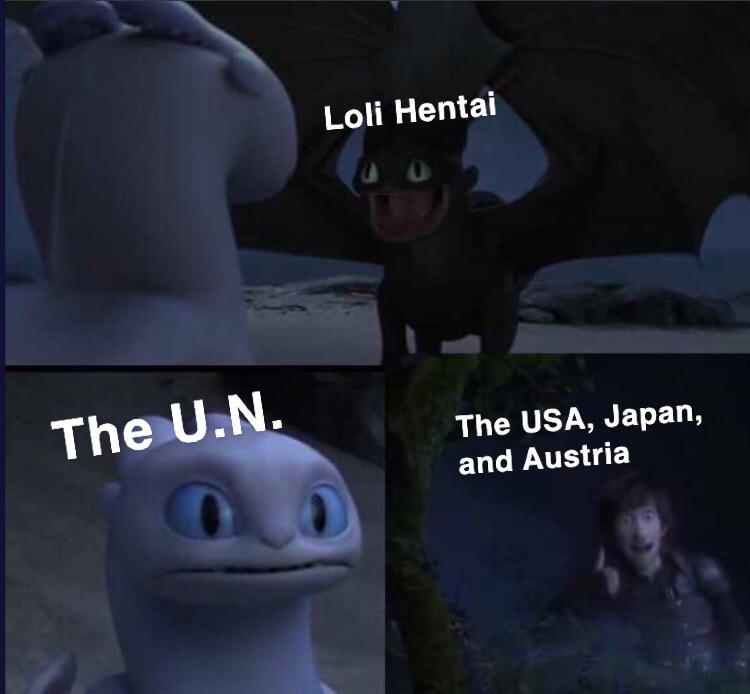 Loli Hentai
The U.N.
The USA, Japan,
and Austria